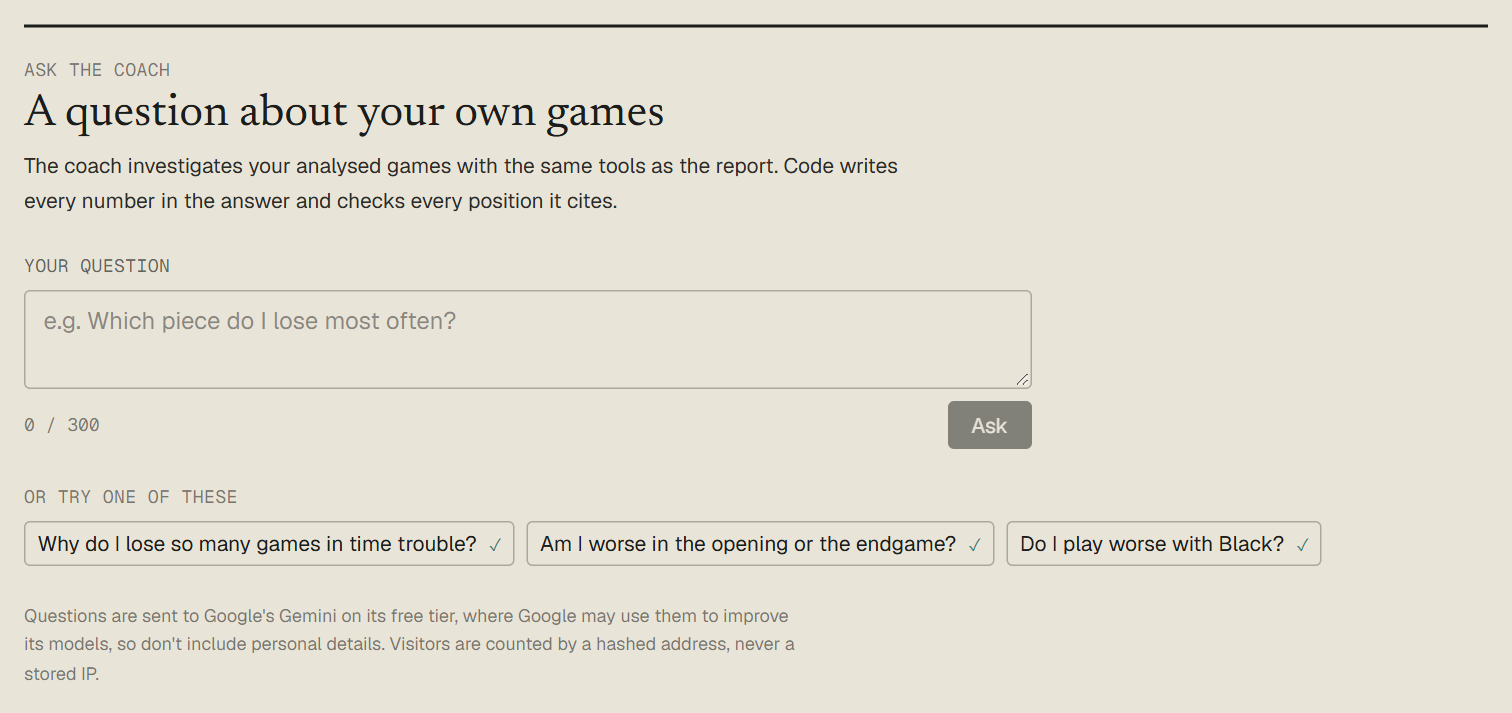 ASK THE COACH
A question about your own games
The coach investigates your analysed games with the same tools as the report. Code writes
every number in the answer and checks every position it cites.
YOUR QUESTION
e.g. Which piece do I lose most often?
0 / 300
Ask
OR TRY ONE OF THESE
Why do I lose so many games in time trouble? ✓
Am I worse in the opening or the endgame? ✓
Do I play worse with Black? ✓
Questions are sent to Google's Gemini on its free tier, where Google may use them to improve
its models, so don't include personal details. Visitors are counted by a hashed address, never a
stored IP.